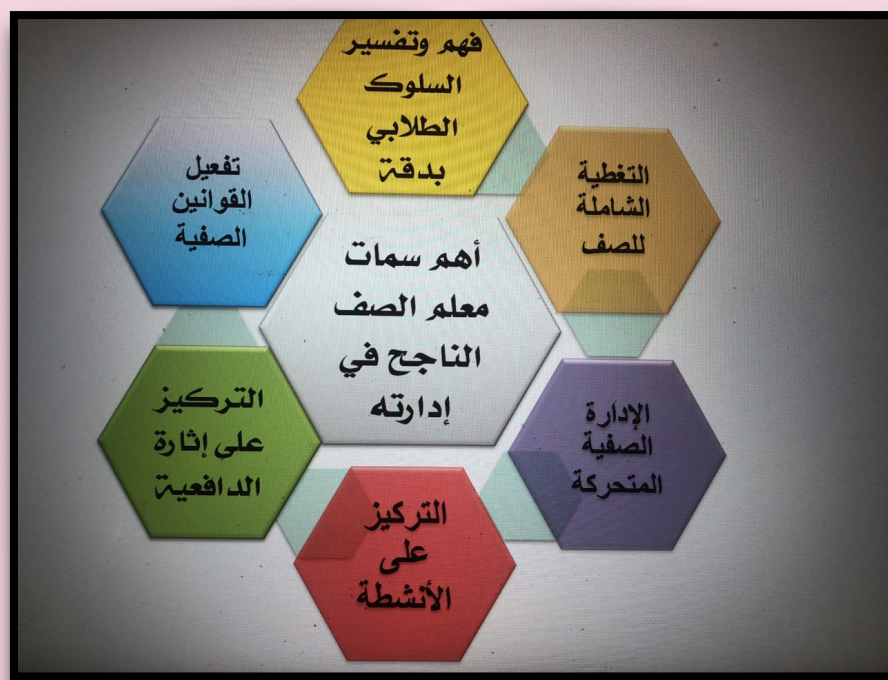 أهم سمات
معلم الصف
الناجح في
إدارته
فهم وتفسير
السلوك
الطلابي
بدقة
التغطية
الشاملة
للصف
الإدارة
الصفية
المتحركة
التركيز
على
الأنشطة
التركيز
على إثارة
الدافعية
تفعيل
القوانين
الصفية